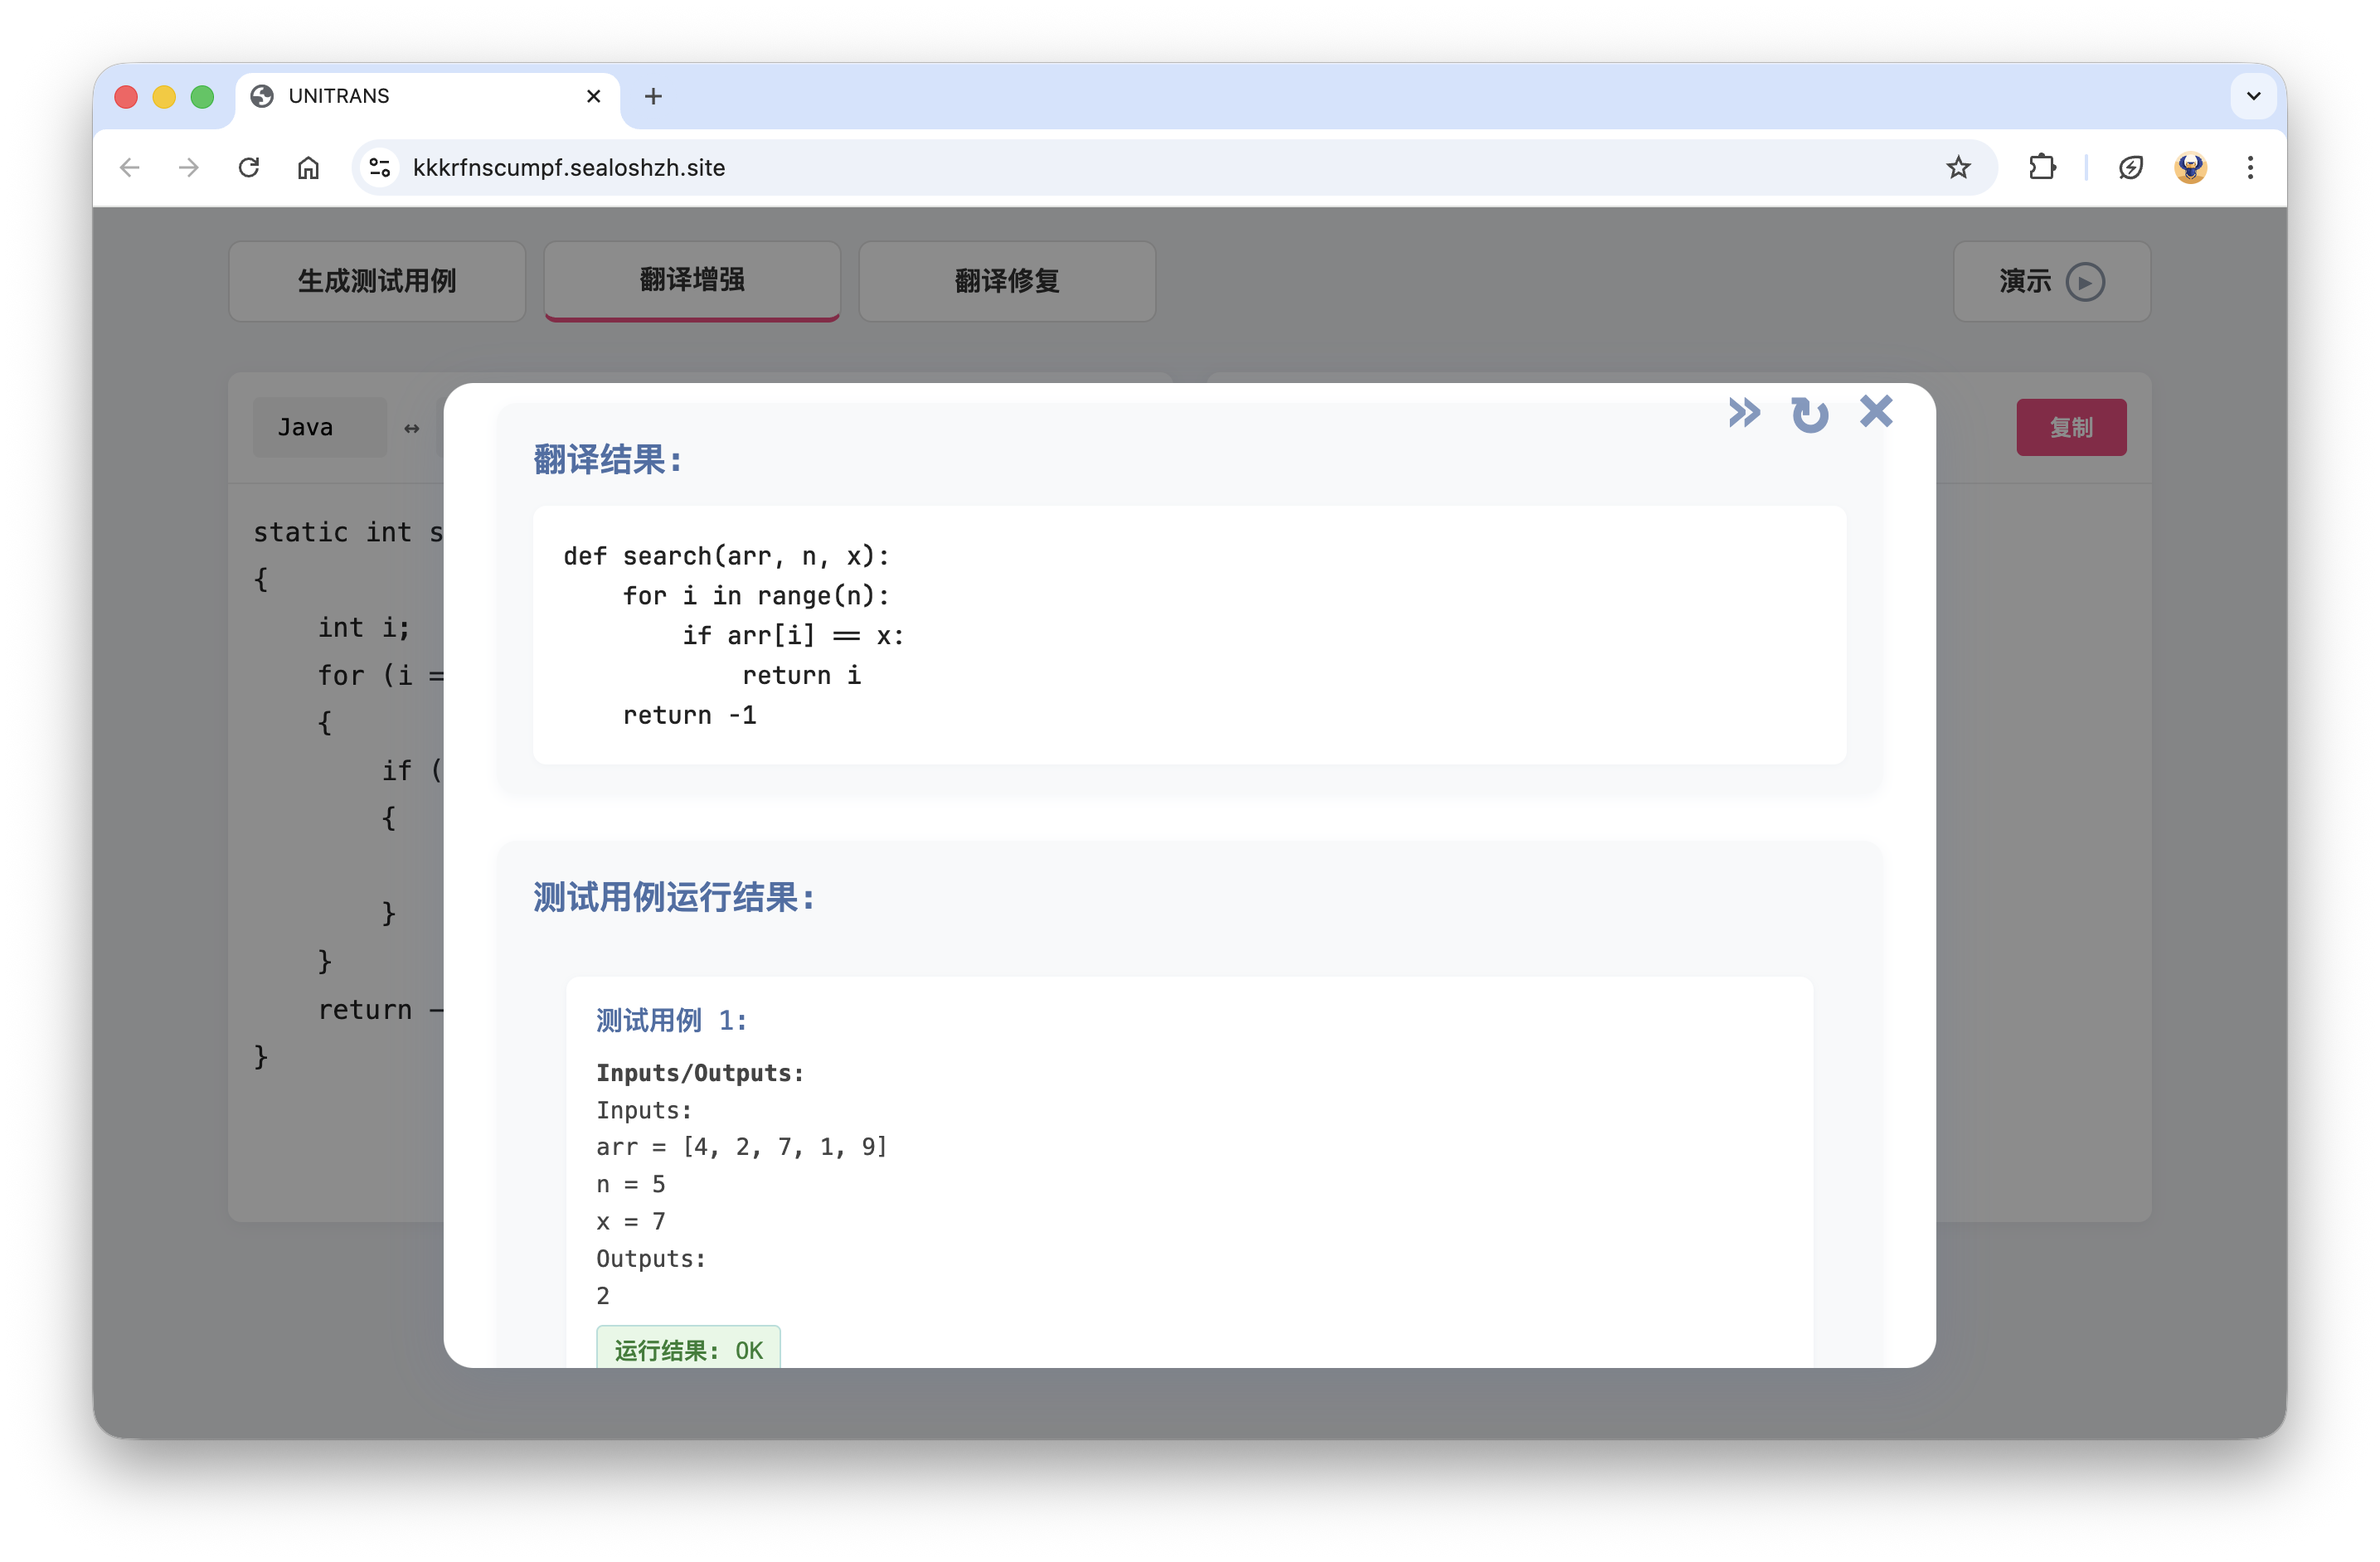 UNITRANS
kkkrfnscumpf.sealoshzh.site
生成测试用例
翻译增强
翻译修复
演示
Java
复制
static int s
{
    int i;
    for (i =
    {
        if (
        {
        }
    }
    return -
}
翻译结果:
def search(arr, n, x):
    for i in range(n):
        if arr[i] == x:
            return i
    return -1
测试用例运行结果:
测试用例 1:
Inputs/Outputs:
Inputs:
arr = [4, 2, 7, 1, 9]
n = 5
x = 7
Outputs:
2
运行结果: OK